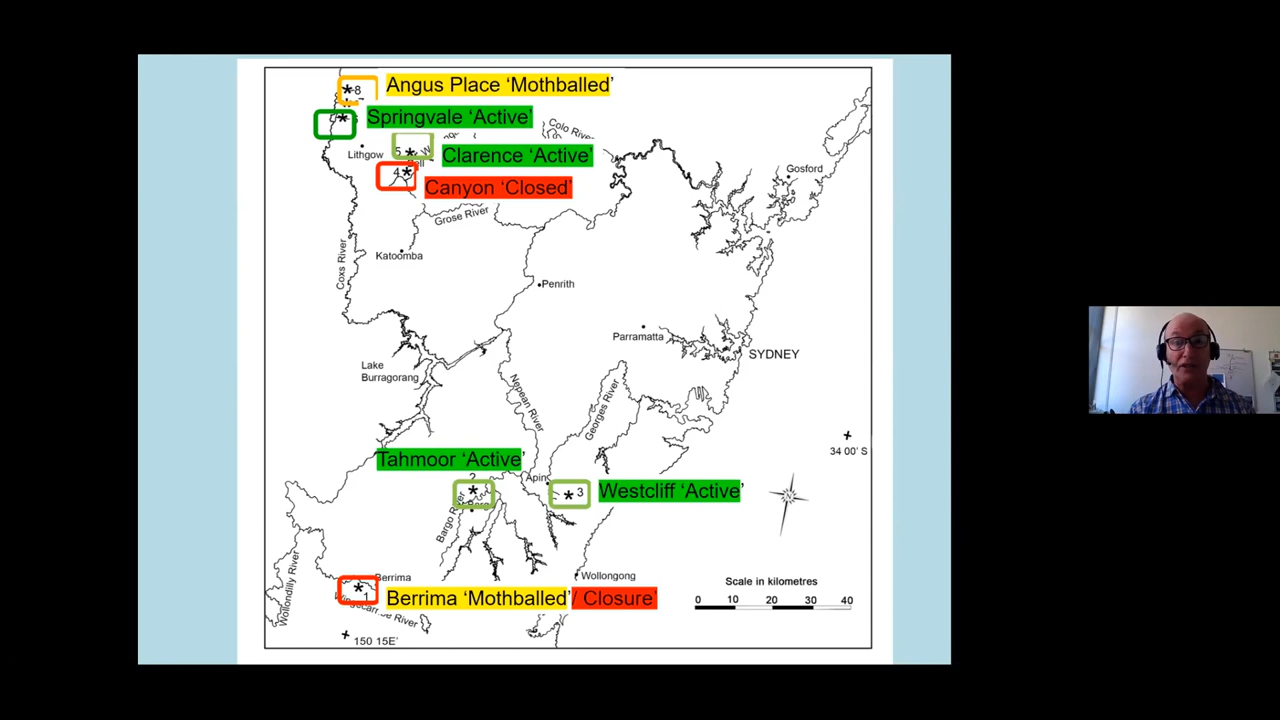 8 Angus Place ‘Mothballed’
Springvale ‘Active’
Colo River
Lithgow
5
Clarence ‘Active’
4
Canyon ‘Closed’
Gosford
Grose River
Coxs River
Katoomba
Penrith
Parramatta
SYDNEY
Lake
Burragorang
Nepean River
Georges River
34 00' S
Tahmoor ‘Active’
2
Apin
3 Westcliff ‘Active’
Bargo River
Wollondilly River
Berrima
Wollongong
Scale in kilometres
1
Berrima ‘Mothballed’/ Closure’
0 10 20 30 40
150 15E'